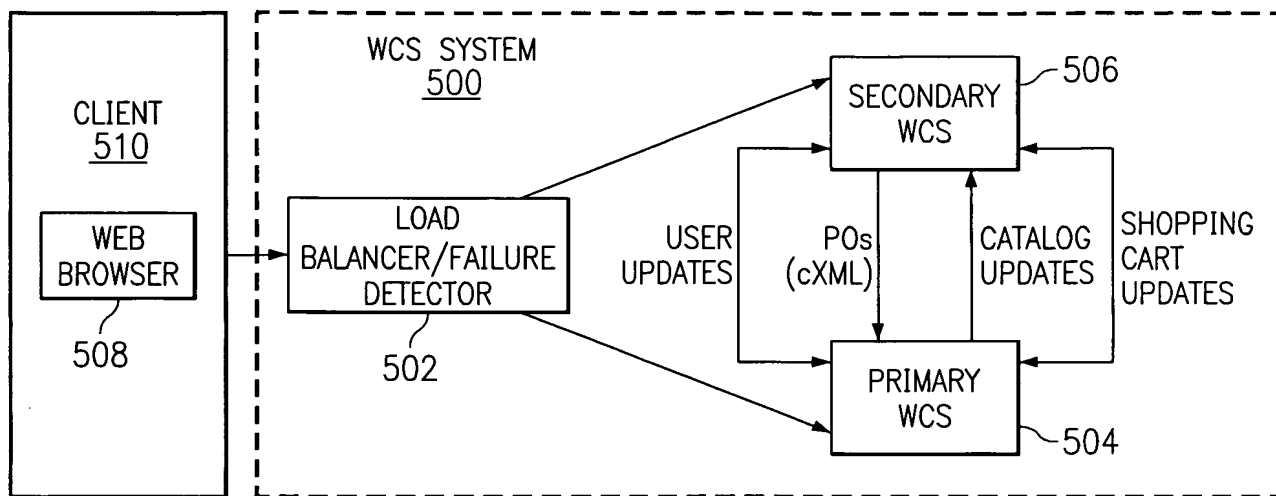 CLIENT
510
WEB
BROWSER
508
WCS SYSTEM
500
LOAD
BALANCER/FAILURE
DETECTOR
502
SECONDARY
WCS
506
USER
UPDATES
POs
(cXML)
CATALOG
UPDATES
SHOPPING
CART
UPDATES
PRIMARY
WCS
504